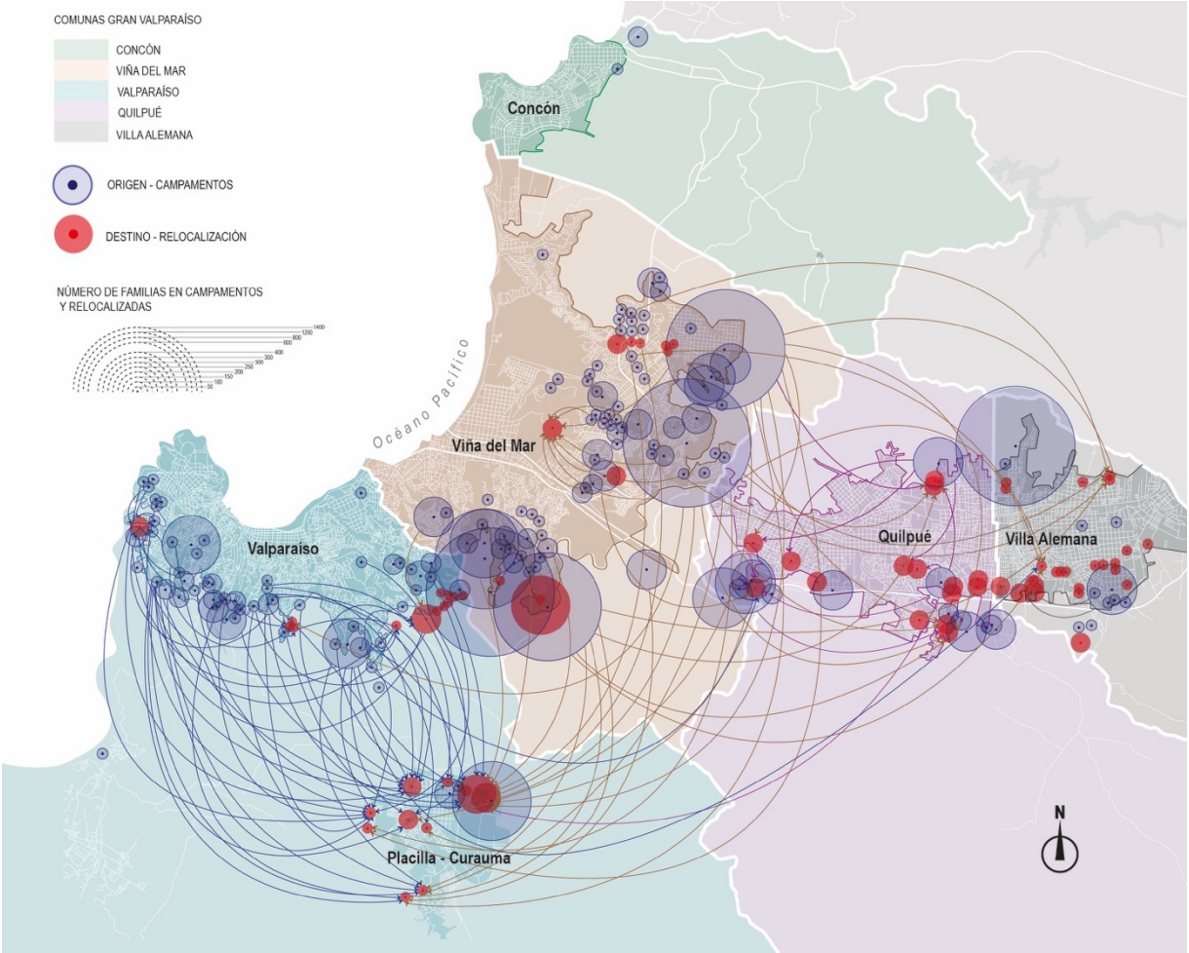 COMUNAS GRAN VALPARAÍSO
CONCÓN
VIÑA DEL MAR
VALPARAÍSO
QUILPUÉ
VILLA ALEMANA
ORIGEN - CAMPAMENTOS
DESTINO - RELOCALIZACIÓN
NÚMERO DE FAMILIAS EN CAMPAMENTOS
Y RELOCALIZADAS
1400
1200
800
600
400
350
300
250
200
150
100
50
Concón
Océano Pacífico
Viña del Mar
Valparaíso
Quilpué
Villa Alemana
Placilla - Curauma
N